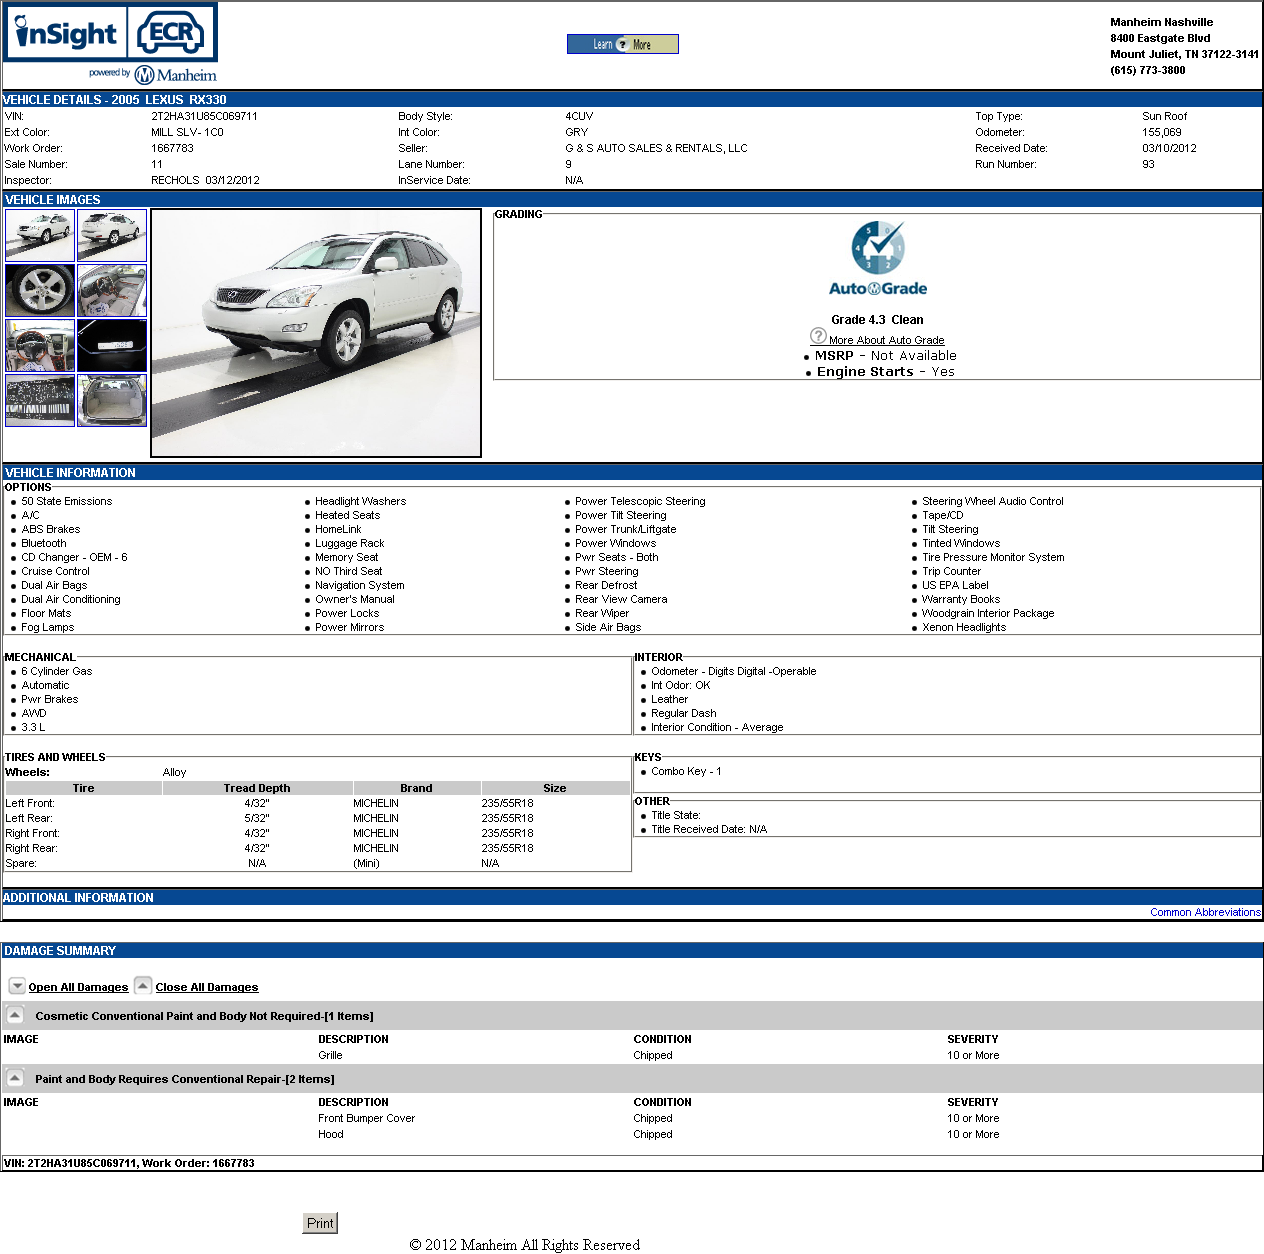 inSight ECR
powered by Manheim
Learn ? More
Manheim Nashville
8400 Eastgate Blvd
Mount Juliet, TN 37122-3141
(615) 773-3800
VEHICLE DETAILS - 2005 LEXUS RX330
VIN: 2T2HA31U85C069711 Body Style: 4CUV Top Type: Sun Roof
Ext Color: MILL SLV- 1C0 Int Color: GRY Odometer: 155,069
Work Order: 1667783 Seller: G & S AUTO SALES & RENTALS, LLC Received Date: 03/10/2012
Sale Number: 11 Lane Number: 9 Run Number: 93
Inspector: RECHOLS 03/12/2012 InService Date: N/A
VEHICLE IMAGES
GRADING
5 0 4 1 3 2
Auto Grade
Grade 4.3 Clean
? More About Auto Grade
• MSRP - Not Available
• Engine Starts - Yes
VEHICLE INFORMATION
OPTIONS
• 50 State Emissions • Headlight Washers • Power Telescopic Steering • Steering Wheel Audio Control
• A/C • Heated Seats • Power Tilt Steering • Tape/CD
• ABS Brakes • HomeLink • Power Trunk/Liftgate • Tilt Steering
• Bluetooth • Luggage Rack • Power Windows • Tinted Windows
• CD Changer - OEM - 6 • Memory Seat • Pwr Seats - Both • Tire Pressure Monitor System
• Cruise Control • NO Third Seat • Pwr Steering • Trip Counter
• Dual Air Bags • Navigation System • Rear Defrost • US EPA Label
• Dual Air Conditioning • Owner's Manual • Rear View Camera • Warranty Books
• Floor Mats • Power Locks • Rear Wiper • Woodgrain Interior Package
• Fog Lamps • Power Mirrors • Side Air Bags • Xenon Headlights
MECHANICAL
• 6 Cylinder Gas
• Automatic
• Pwr Brakes
• AWD
• 3.3 L
INTERIOR
• Odometer - Digits Digital -Operable
• Int Odor: OK
• Leather
• Regular Dash
• Interior Condition - Average
TIRES AND WHEELS
Wheels: Alloy
Tire Tread Depth Brand Size
Left Front: 4/32" MICHELIN 235/55R18
Left Rear: 5/32" MICHELIN 235/55R18
Right Front: 4/32" MICHELIN 235/55R18
Right Rear: 4/32" MICHELIN 235/55R18
Spare: N/A (Mini) N/A
KEYS
• Combo Key - 1
OTHER
• Title State:
• Title Received Date: N/A
ADDITIONAL INFORMATION
Common Abbreviations
DAMAGE SUMMARY
Open All Damages Close All Damages
Cosmetic Conventional Paint and Body Not Required-[1 Items]
IMAGE DESCRIPTION CONDITION SEVERITY
Grille Chipped 10 or More
Paint and Body Requires Conventional Repair-[2 Items]
IMAGE DESCRIPTION CONDITION SEVERITY
Front Bumper Cover Chipped 10 or More
Hood Chipped 10 or More
VIN: 2T2HA31U85C069711, Work Order: 1667783
Print
© 2012 Manheim All Rights Reserved